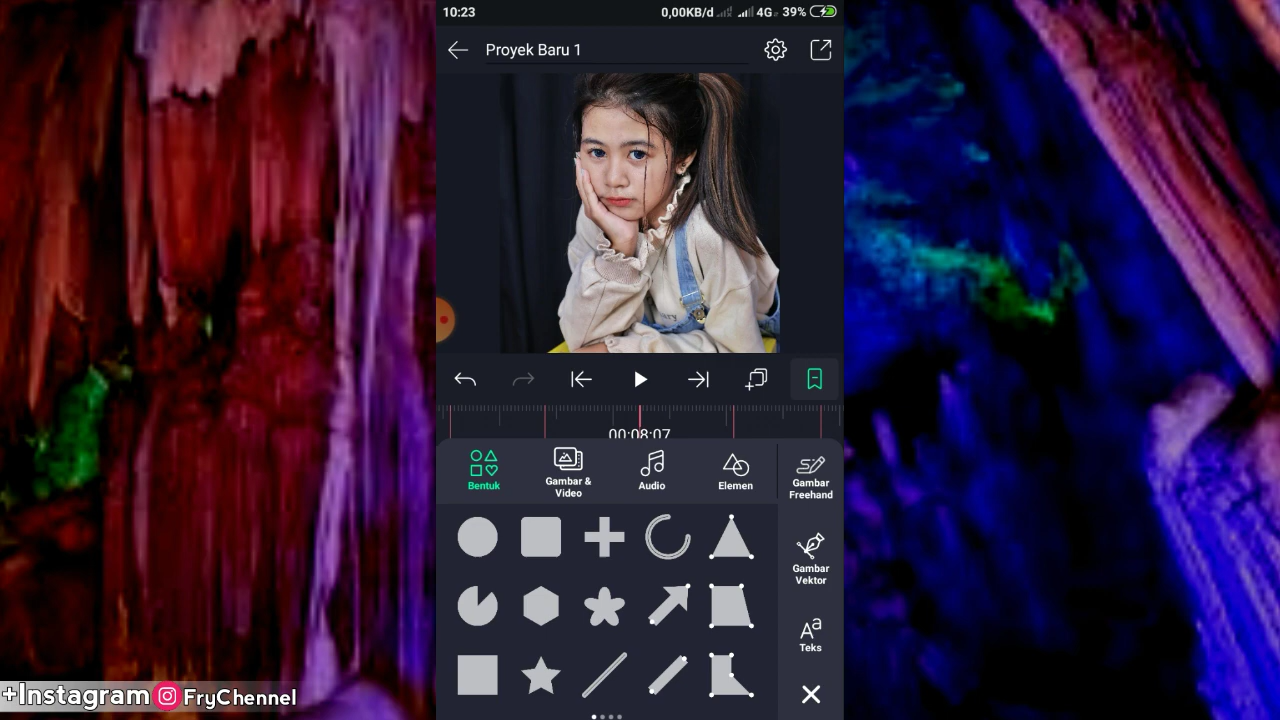 10:23
0,00KB/d
4G
39%
Proyek Baru 1
00:08:07
Bentuk
Gambar &
Video
Audio
Elemen
Gambar
Freehand
Gambar
Vektor
Aa
Teks
+Instagram FryChennel